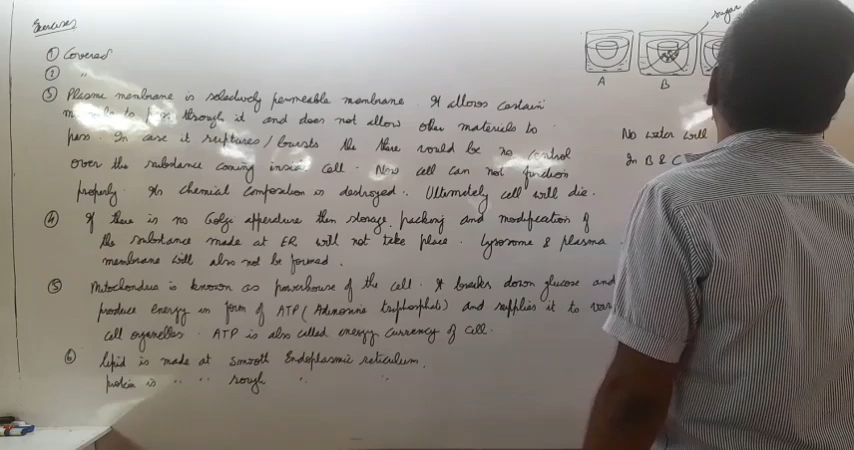 Exercises
① Covered
② "
③ Plasma membrane is selectively permeable membrane. It allows certain
to pass through it and does not allow other materials to
pass. In case it ruptures / bursts the there would be no control
over the substance coming inside cell. Now cell can not function
properly. Its chemical composition is destroyed. Ultimately cell will die.
④ If there is no Golgi then storage, packing and modification of
the substance made at ER will not take place. Lysosome & plasma
membrane will also not be formed.
⑤ Mitochondria is known as powerhouse of the cell. It breaks down glucose and
produce energy in form of ATP (Adinosine triphosphate) and supplies it to
cell organelles. ATP is also called energy currency of cell.
⑥ Lipid is made at Smooth Endoplasmic reticulum.
protein is " " rough " "
sugar
A B
No water will
In B & C